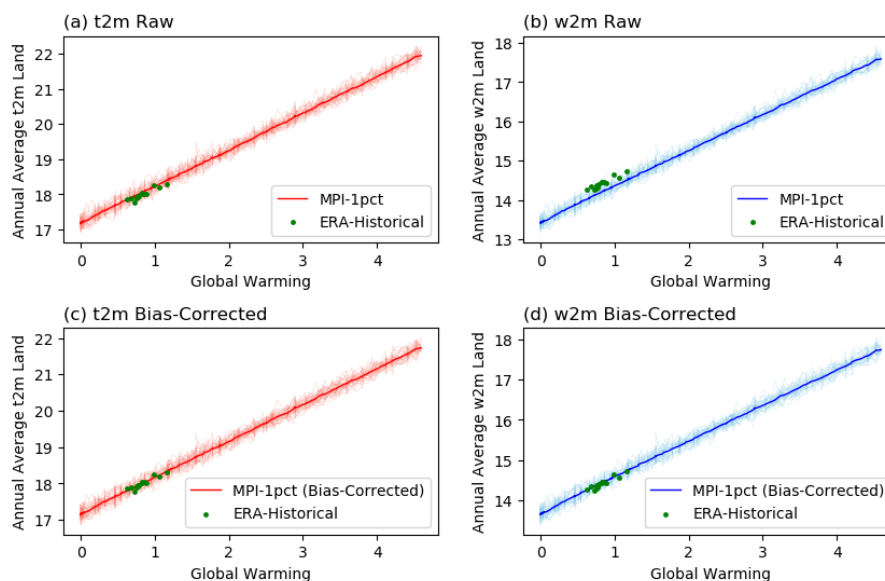 (a) t2m Raw
Annual Average t2m Land
22
21
20
19
18
17
MPI-1pct
ERA-Historical
0 1 2 3 4
Global Warming
(b) w2m Raw
Annual Average w2m Land
18
17
16
15
14
13
MPI-1pct
ERA-Historical
0 1 2 3 4
Global Warming
(c) t2m Bias-Corrected
Annual Average t2m Land
22
21
20
19
18
17
MPI-1pct (Bias-Corrected)
ERA-Historical
0 1 2 3 4
Global Warming
(d) w2m Bias-Corrected
Annual Average w2m Land
18
17
16
15
14
MPI-1pct (Bias-Corrected)
ERA-Historical
0 1 2 3 4
Global Warming